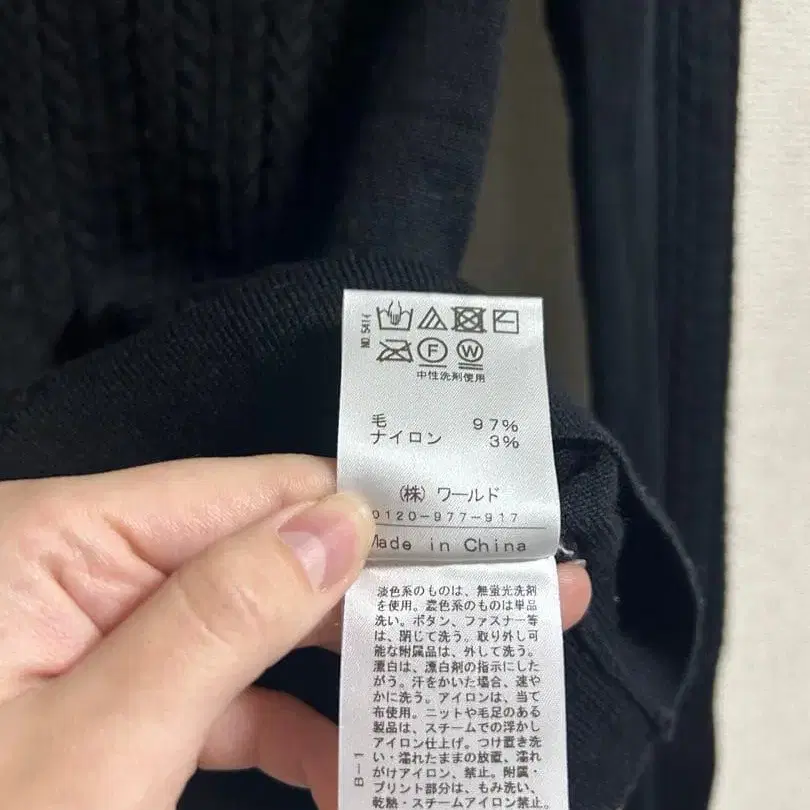 NO.5414
F W
中性洗剤使用
毛 97%
ナイロン 3%
(株) ワールド
0120-977-917
Made in China
淡色系のものは、無蛍光洗剤
を使用。濃色系のものは単品
洗い。ボタン、ファスナー等
は、閉じて洗う。取り外し可
能な附属品は、外して洗う。
漂白は、漂白剤の指示にした
がう。汗をかいた場合、速や
かに洗う。アイロンは、当て
布使用。ニットや毛足のある
製品は、スチームでの浮かし
アイロン仕上げ。つけ置き洗
い・濡れたままの放置、濡れ
がけアイロン、禁止。附属・
プリント部分は、もみ洗い、
乾熱・スチームアイロン禁止。
B-1